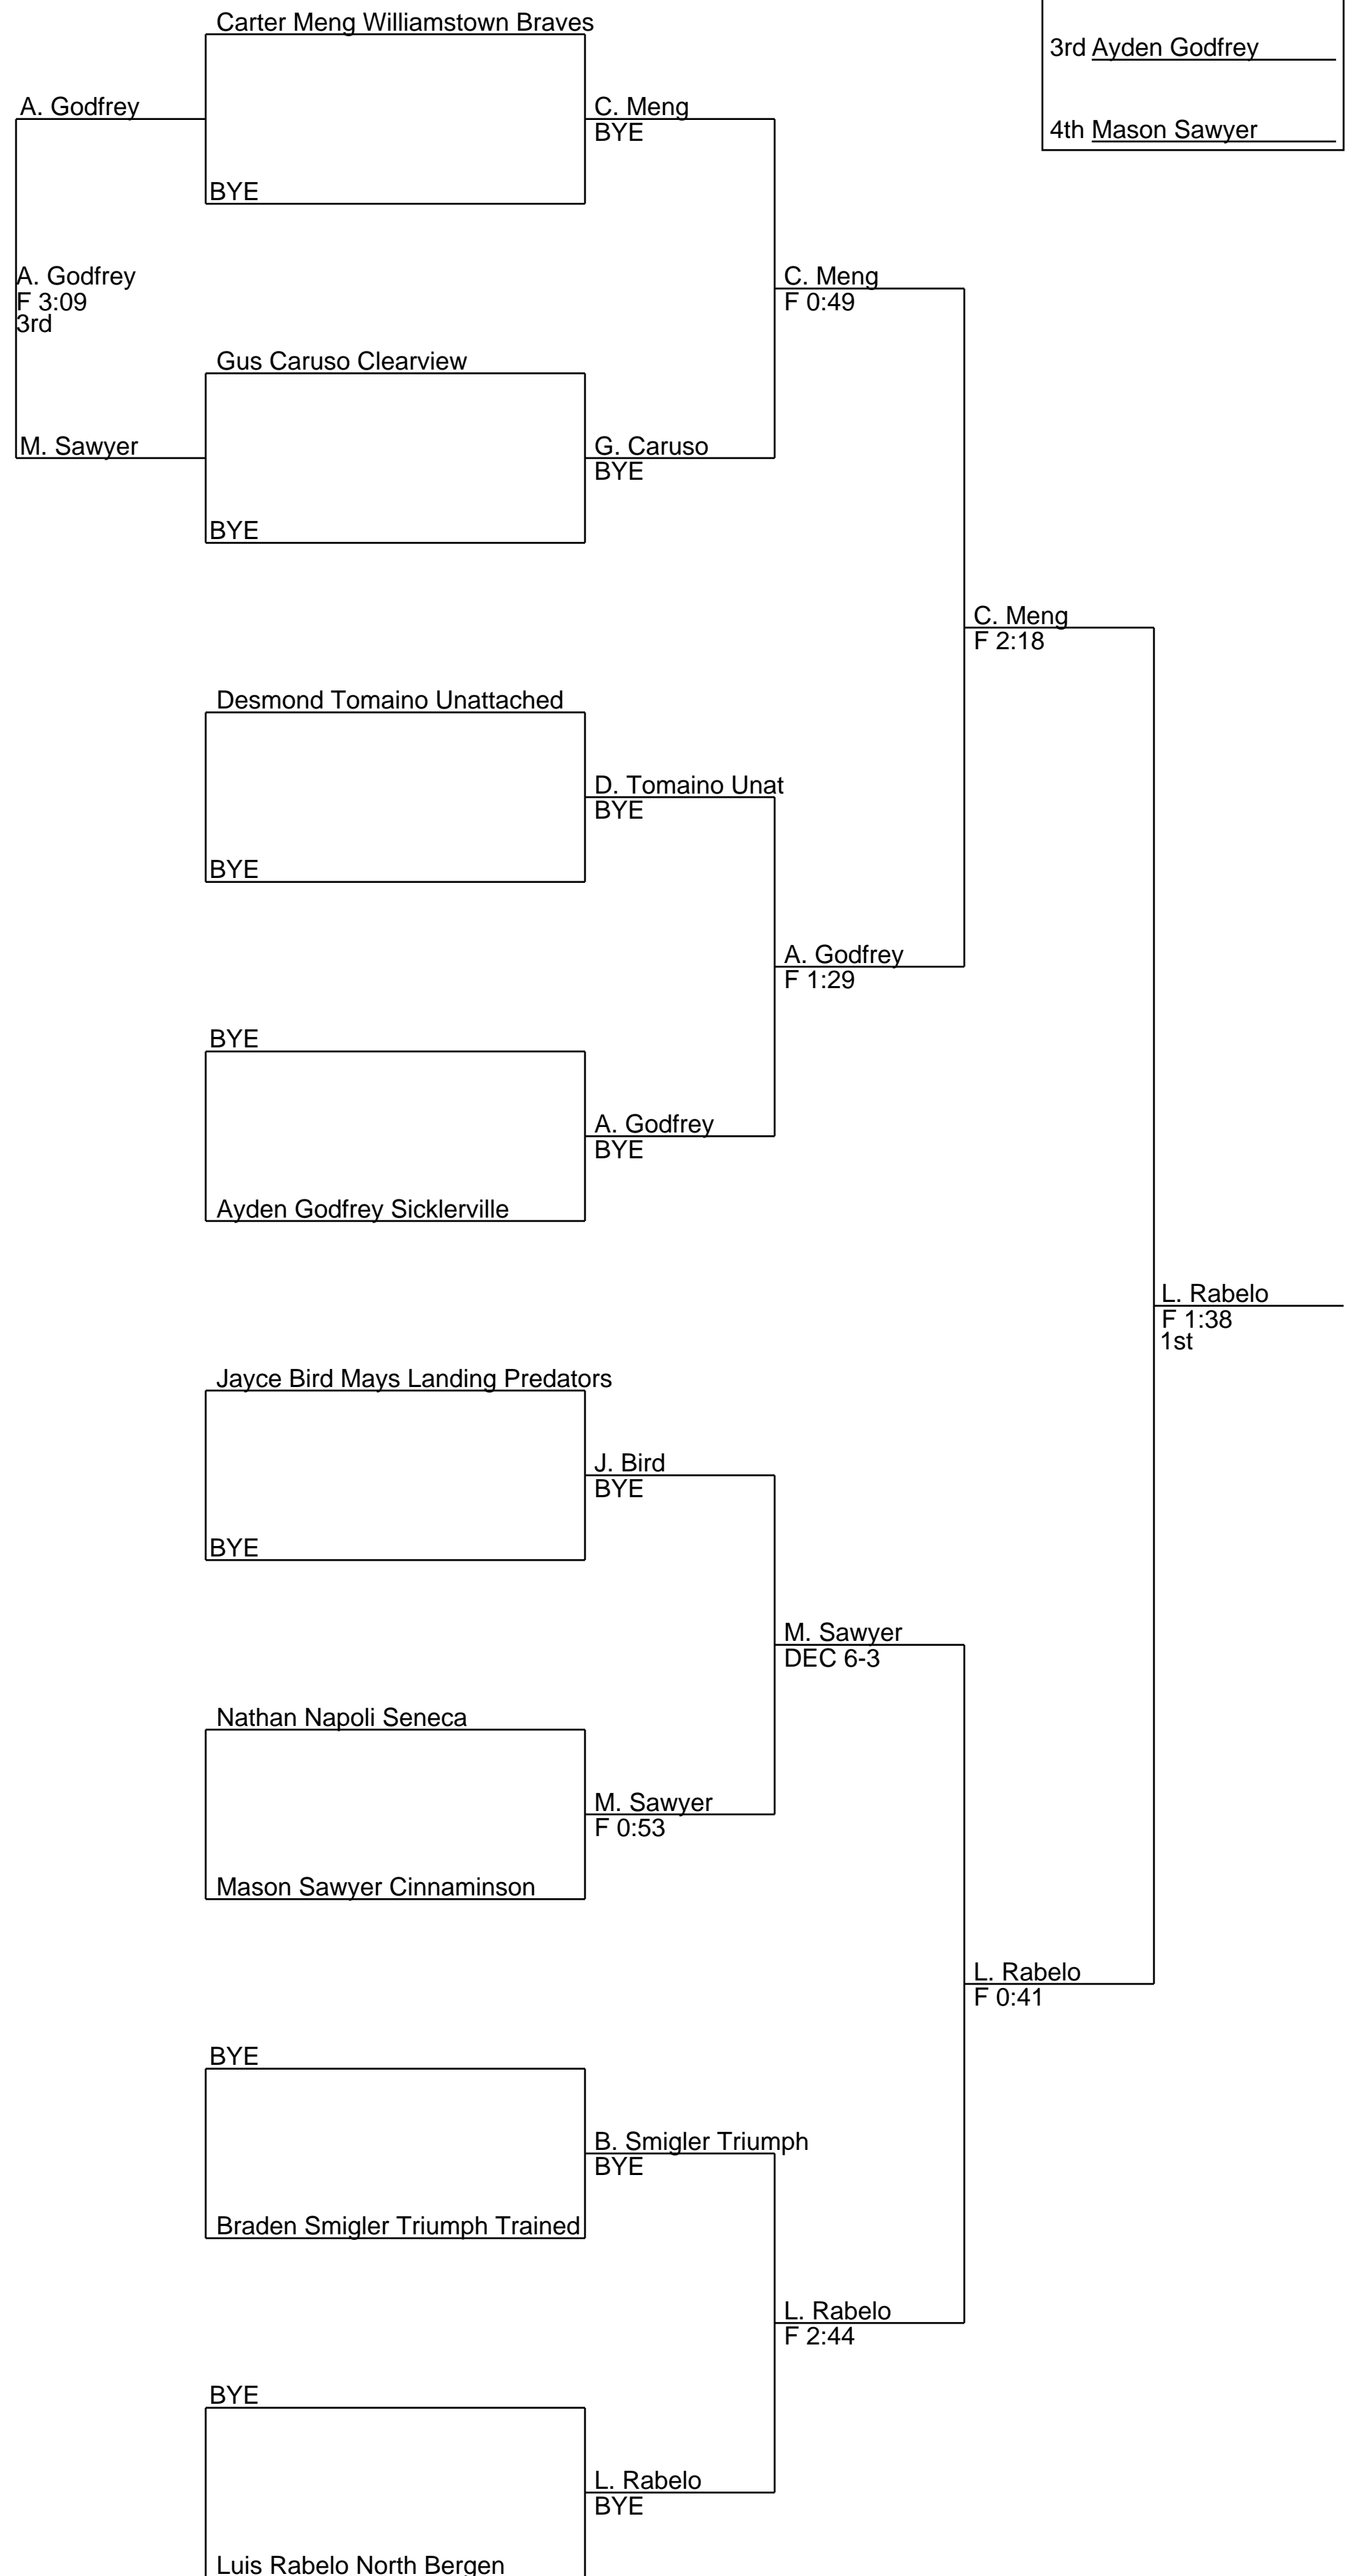 Carter Meng Williamstown Braves
3rd Ayden Godfrey
A. Godfrey
C. Meng
BYE
4th Mason Sawyer
BYE
A. Godfrey
F 3:09
3rd
C. Meng
F 0:49
Gus Caruso Clearview
M. Sawyer
G. Caruso
BYE
BYE
C. Meng
F 2:18
Desmond Tomaino Unattached
D. Tomaino Unat
BYE
BYE
A. Godfrey
F 1:29
BYE
A. Godfrey
BYE
Ayden Godfrey Sicklerville
L. Rabelo
F 1:38
1st
Jayce Bird Mays Landing Predators
J. Bird
BYE
BYE
M. Sawyer
DEC 6-3
Nathan Napoli Seneca
M. Sawyer
F 0:53
Mason Sawyer Cinnaminson
L. Rabelo
F 0:41
BYE
B. Smigler Triumph
BYE
Braden Smigler Triumph Trained
L. Rabelo
F 2:44
BYE
L. Rabelo
BYE
Luis Rabelo North Bergen